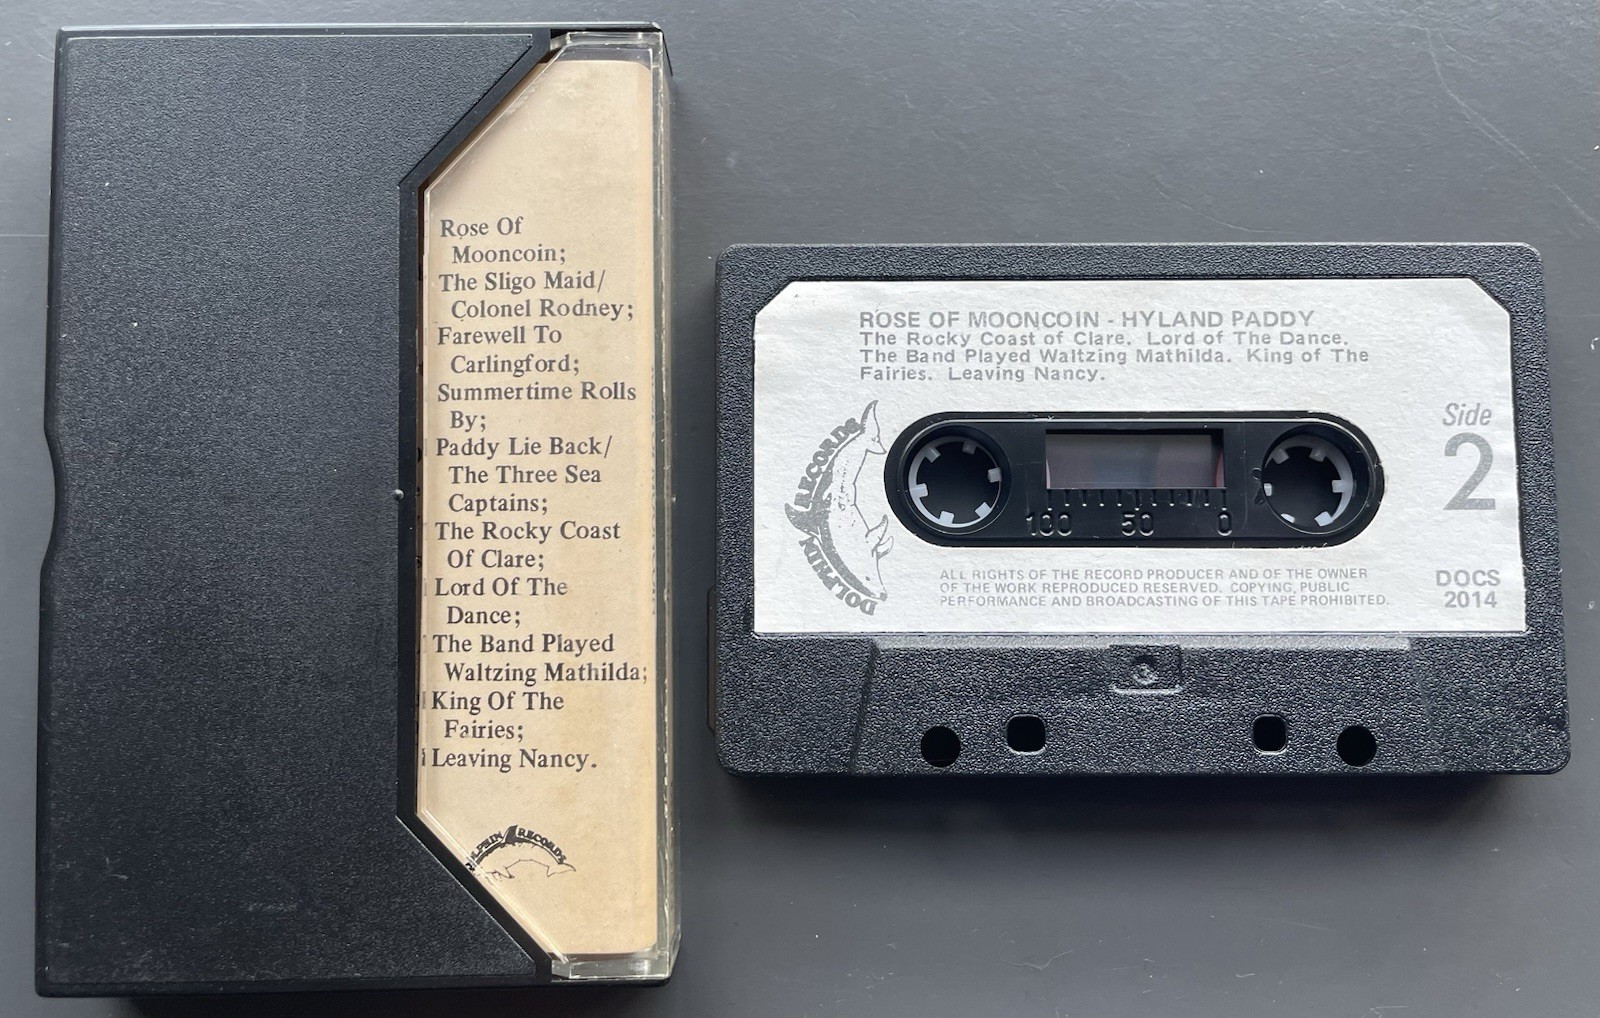 Rose Of
Mooncoin;
The Sligo Maid/
Colonel Rodney;
Farewell To
Carlingford;
Summertime Rolls
By;
Paddy Lie Back/
The Three Sea
Captains;
The Rocky Coast
Of Clare;
Lord Of The
Dance;
The Band Played
Waltzing Mathilda;
King Of The
Fairies;
Leaving Nancy.
DOLPHIN RECORDS
ROSE OF MOONCOIN - HYLAND PADDY
The Rocky Coast of Clare. Lord of The Dance.
The Band Played Waltzing Mathilda. King of The
Fairies. Leaving Nancy.
DOLPHIN RECORDS
Side
2
100 50 0
ALL RIGHTS OF THE RECORD PRODUCER AND OF THE OWNER
OF THE WORK REPRODUCED RESERVED. COPYING, PUBLIC
PERFORMANCE AND BROADCASTING OF THIS TAPE PROHIBITED.
DOCS
2014